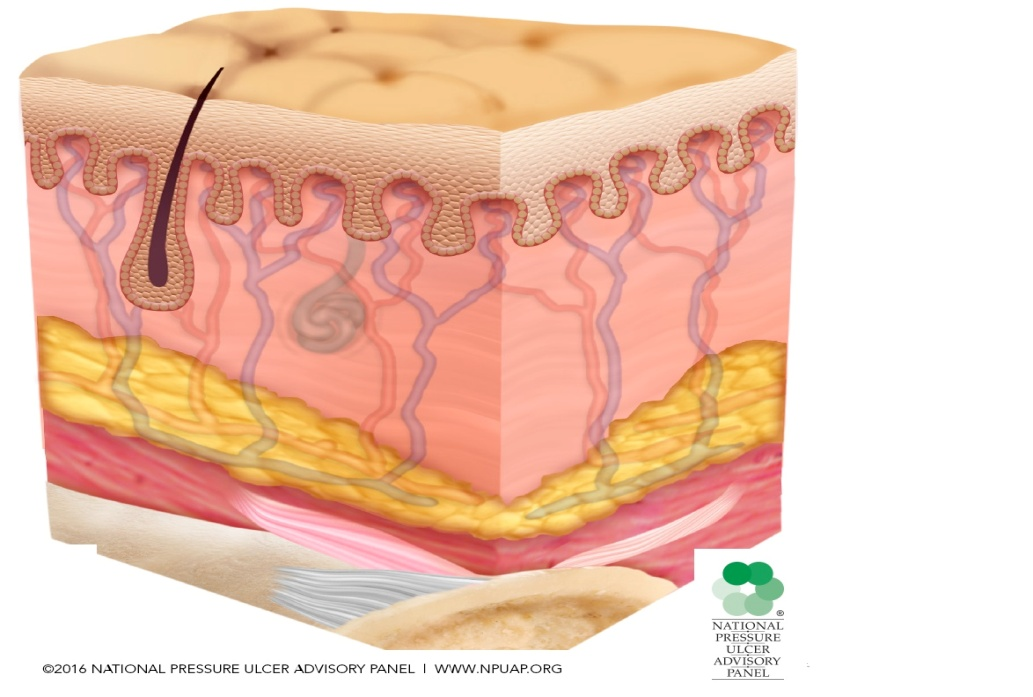 ®
NATIONAL
PRESSURE
ULCER
ADVISORY
PANEL
©2016 NATIONAL PRESSURE ULCER ADVISORY PANEL | WWW.NPUAP.ORG